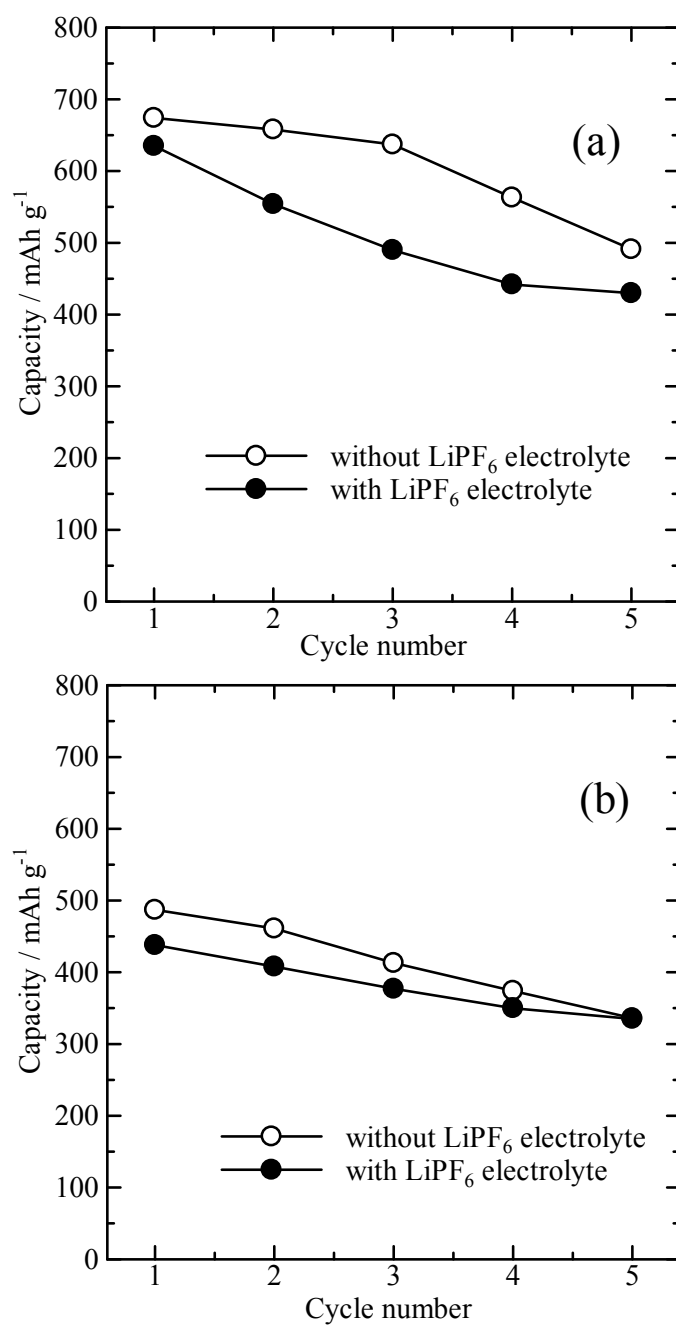 800
700
(a)
600
500
400
Capacity / mAh g⁻¹
300
without LiPF₆ electrolyte
200
with LiPF₆ electrolyte
100
0
1 2 3 4 5
Cycle number
800
700
(b)
600
500
400
Capacity / mAh g⁻¹
300
200
without LiPF₆ electrolyte
with LiPF₆ electrolyte
100
0
1 2 3 4 5
Cycle number